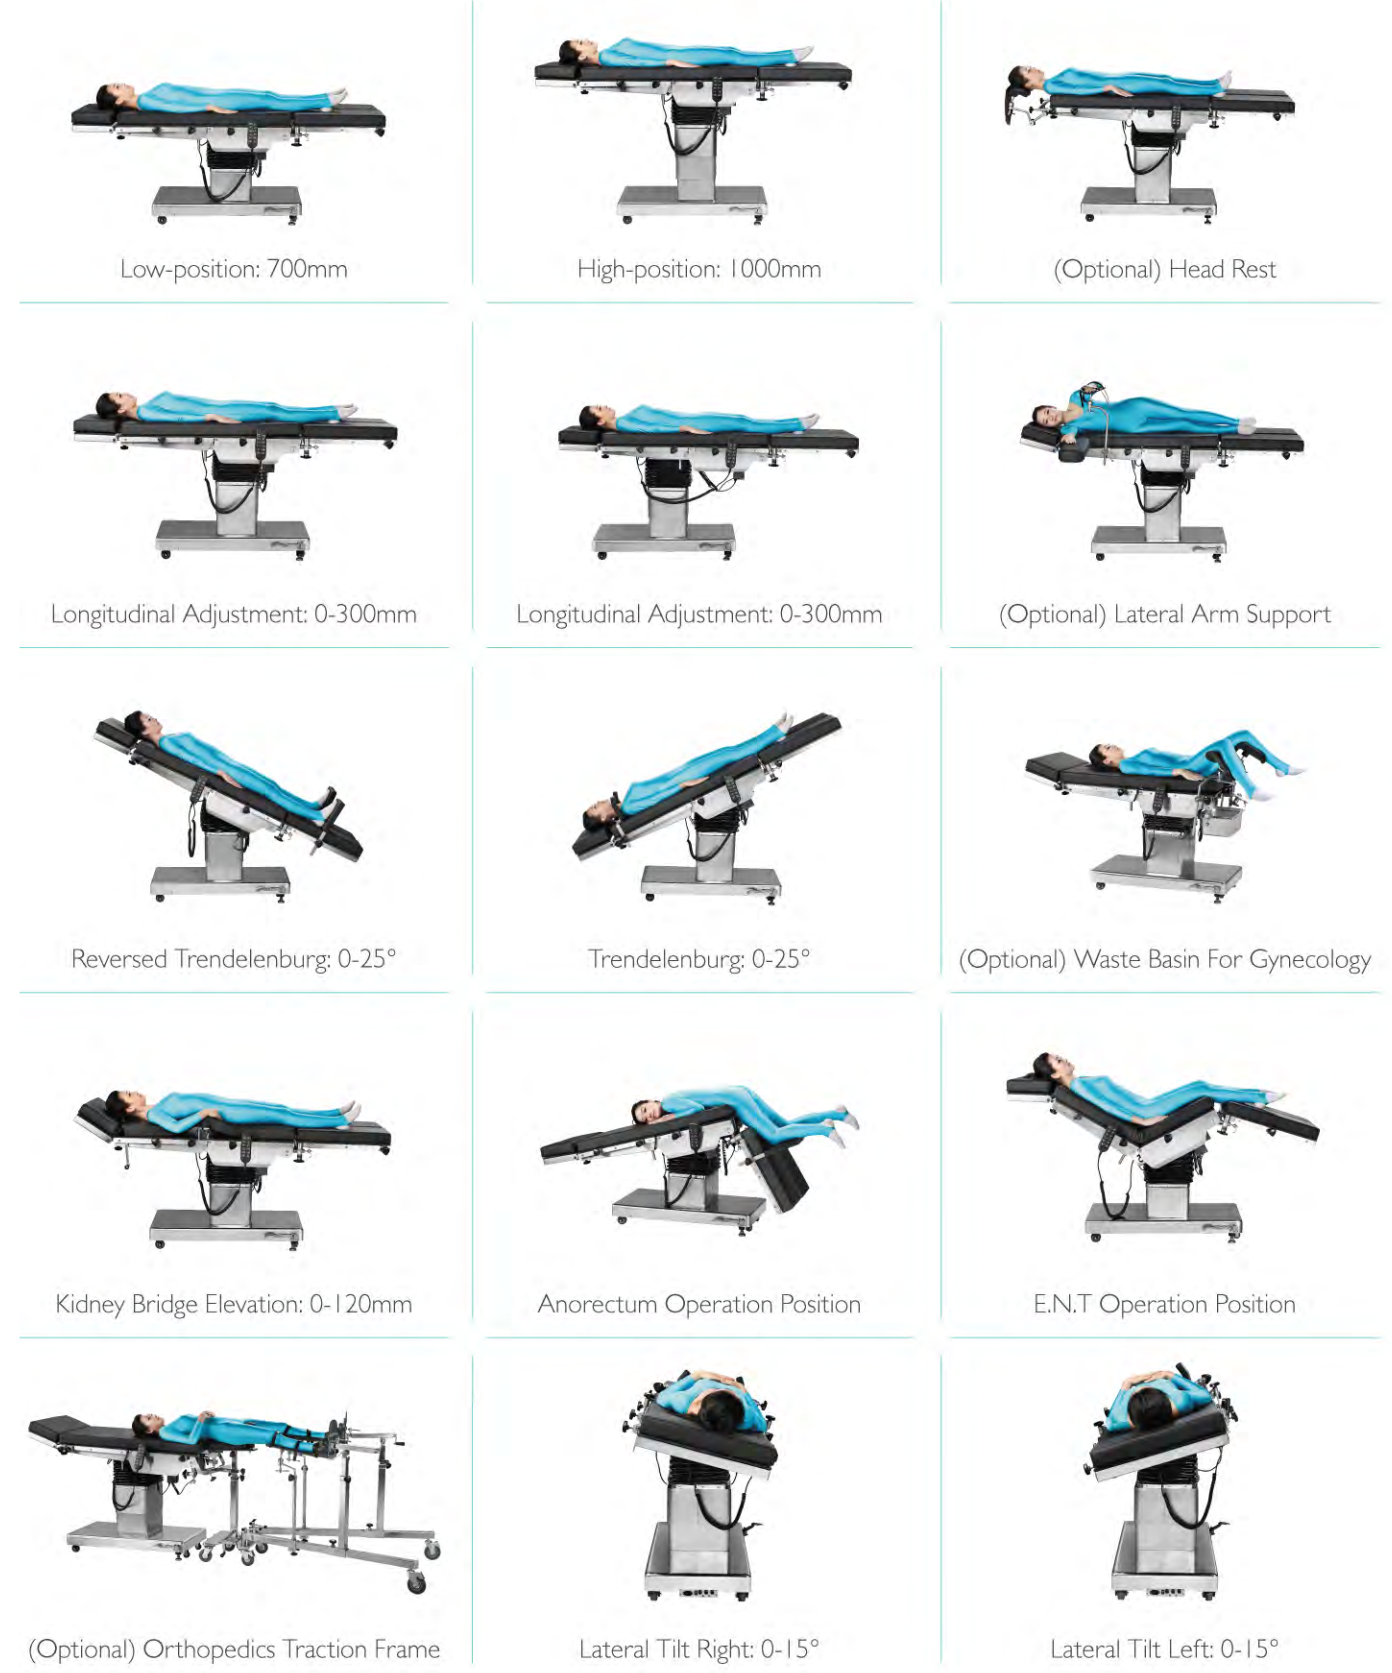 Low-position: 700mm
High-position: 1000mm
(Optional) Head Rest
Longitudinal Adjustment: 0-300mm
Longitudinal Adjustment: 0-300mm
(Optional) Lateral Arm Support
Reversed Trendelenburg: 0-25°
Trendelenburg: 0-25°
(Optional) Waste Basin For Gynecology
Kidney Bridge Elevation: 0-120mm
Anorectum Operation Position
E.N.T Operation Position
(Optional) Orthopedics Traction Frame
Lateral Tilt Right: 0-15°
Lateral Tilt Left: 0-15°